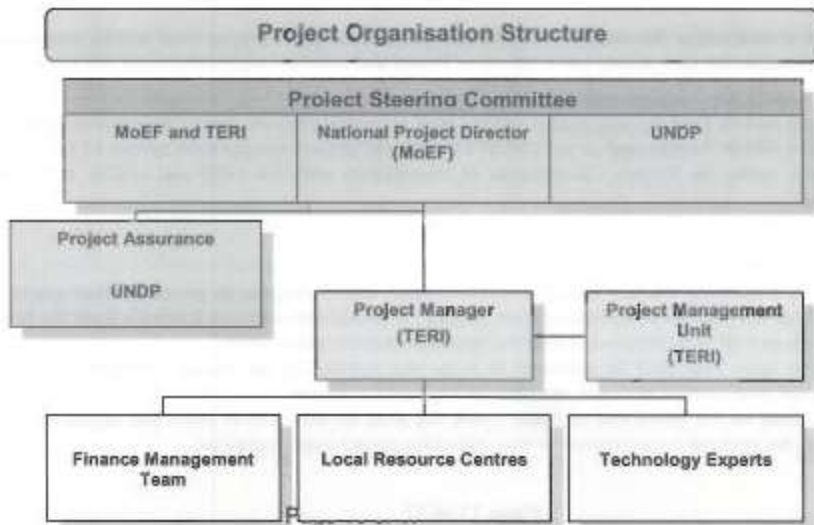 Project Organisation Structure
Project Steering Committee
MoEF and TERI
National Project Director
(MoEF)
UNDP
Project Assurance
UNDP
Project Manager
(TERI)
Project Management
Unit
(TERI)
Finance Management
Team
Local Resource Centres
Technology Experts